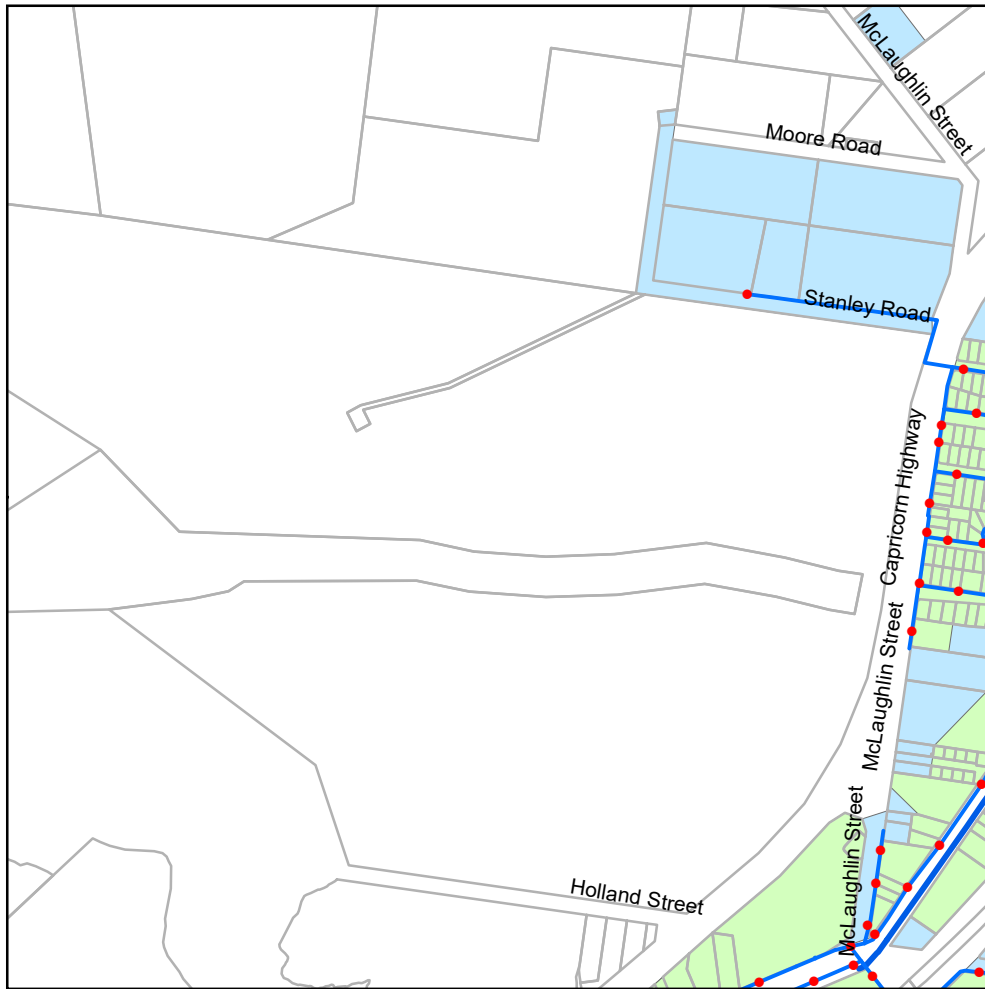 McLaughlin Street
Moore Road
Stanley Road
Capricorn Highway
McLaughlin Street
McLaughlin Street
Holland Street